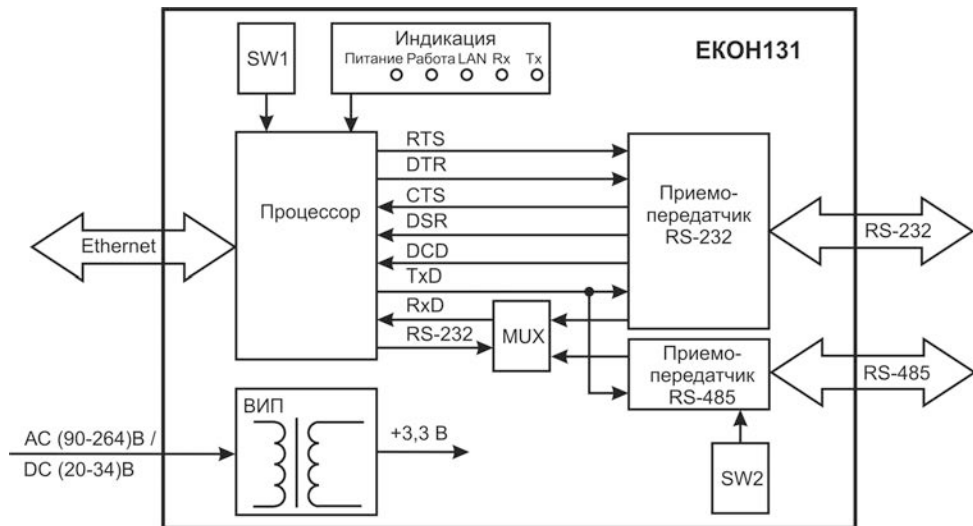 SW1
Индикация
Питание Работа LAN Rx Tx
ЕКОН131
Процессор
RTS
DTR
CTS
DSR
DCD
TxD
RxD
RS-232
Приемо-
передатчик
RS-232
MUX
Приемо-
передатчик
RS-485
Ethernet
RS-232
RS-485
ВИП
+3,3 В
AC (90-264)В /
DC (20-34)В
SW2